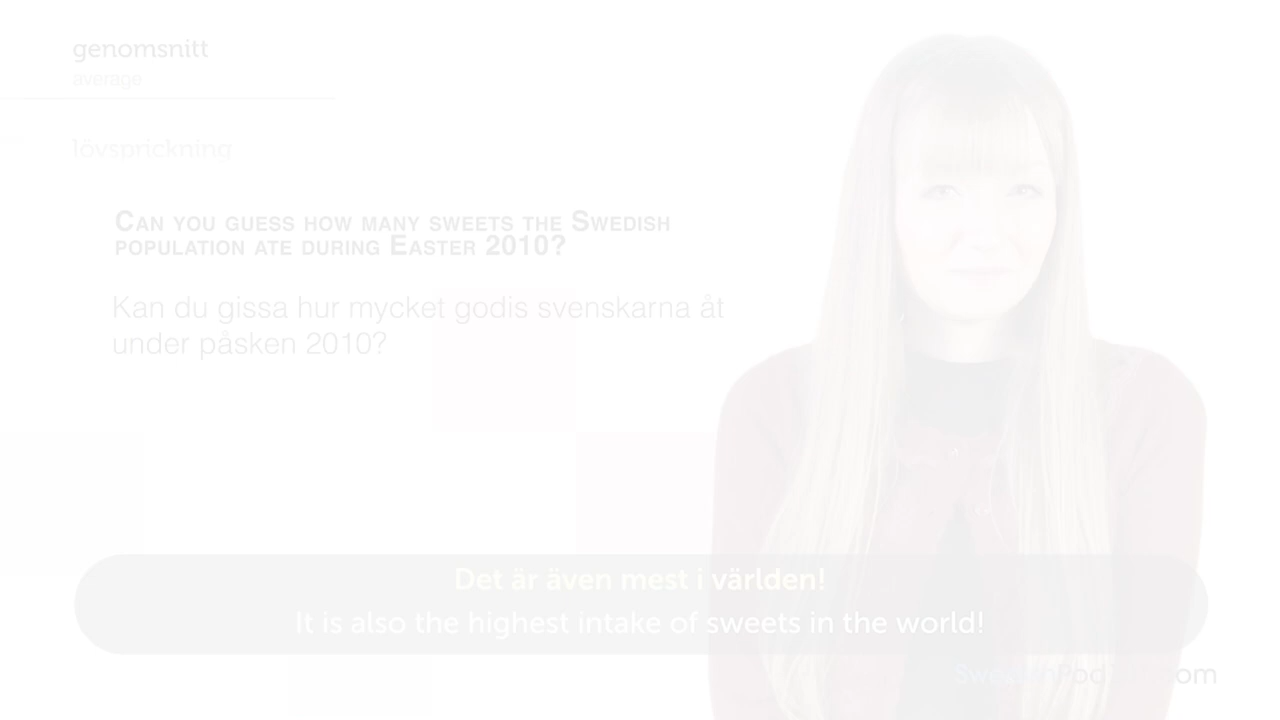 genomsnitt
average
lövsprickning
Can you guess how many sweets the Swedish
population ate during Easter 2010?
Kan du gissa hur mycket godis svenskarna åt
under påsken 2010?
Det är även mest i världen!
It is also the highest intake of sweets in the world!